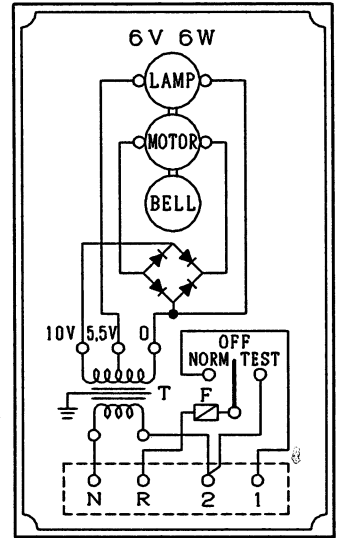 6V 6W
LAMP
MOTOR
BELL
10V 5,5V 0
OFF
NORM TEST
T F
N R 2 1